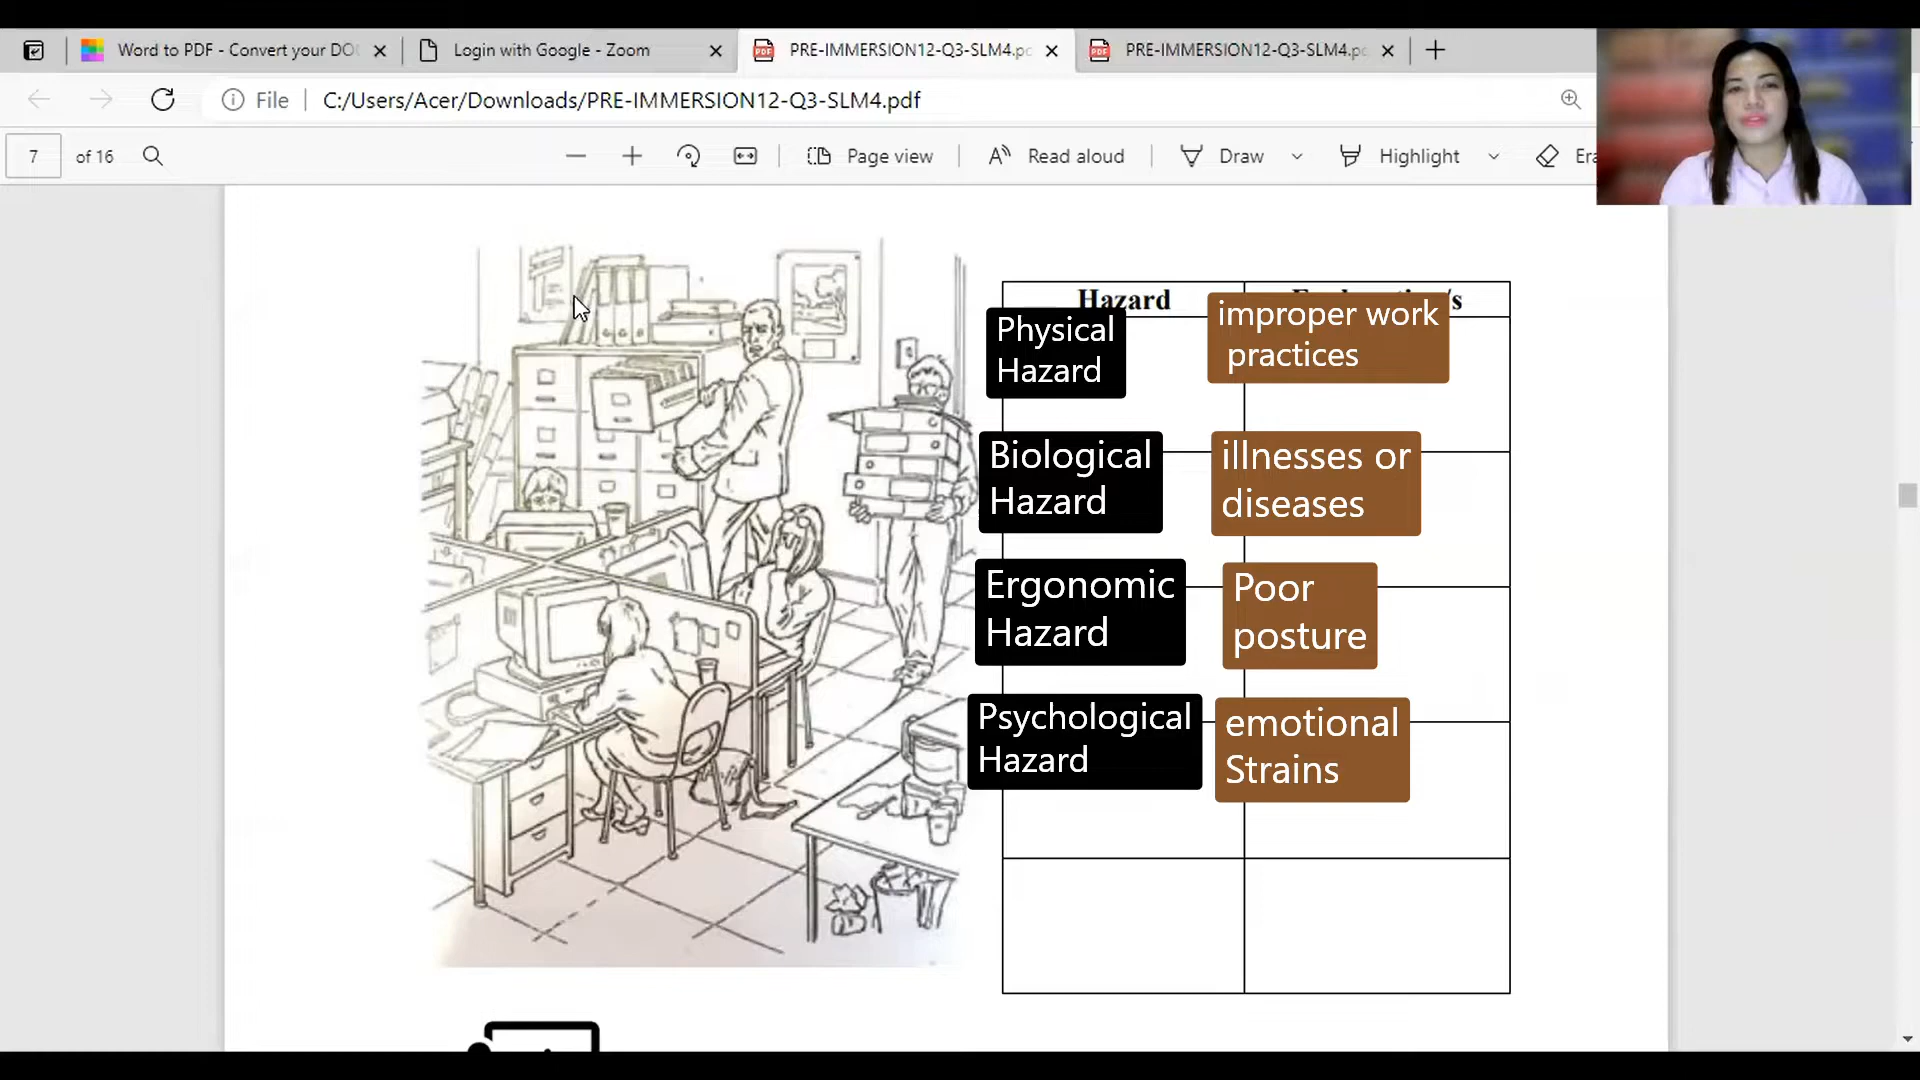 Word to PDF - Convert your DO
Login with Google - Zoom
PRE-IMMERSION12-Q3-SLM4.p
PRE-IMMERSION12-Q3-SLM4.p
File
C:/Users/Acer/Downloads/PRE-IMMERSION12-Q3-SLM4.pdf
7
of 16
Page view
Read aloud
Draw
Highlight
Era
Hazard
Physical
Hazard
improper work
practices
Biological
Hazard
illnesses or
diseases
Ergonomic
Hazard
Poor
posture
Psychological
Hazard
emotional
Strains